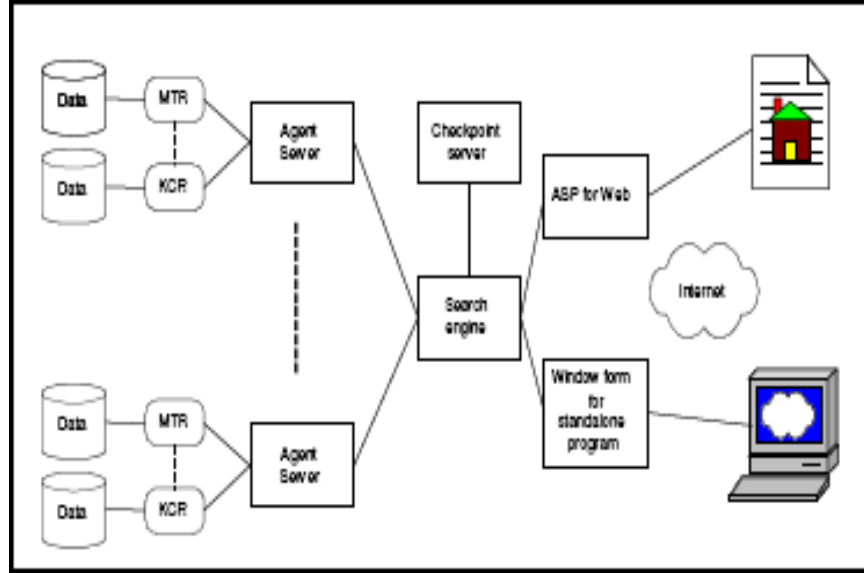 Data
MTR
Data
KCR
Agent
Server
Checkpoint
server
ASP for Web
Internet
Search
engine
Window form
for
standalone
program
Data
MTR
Data
KCR
Agent
Server